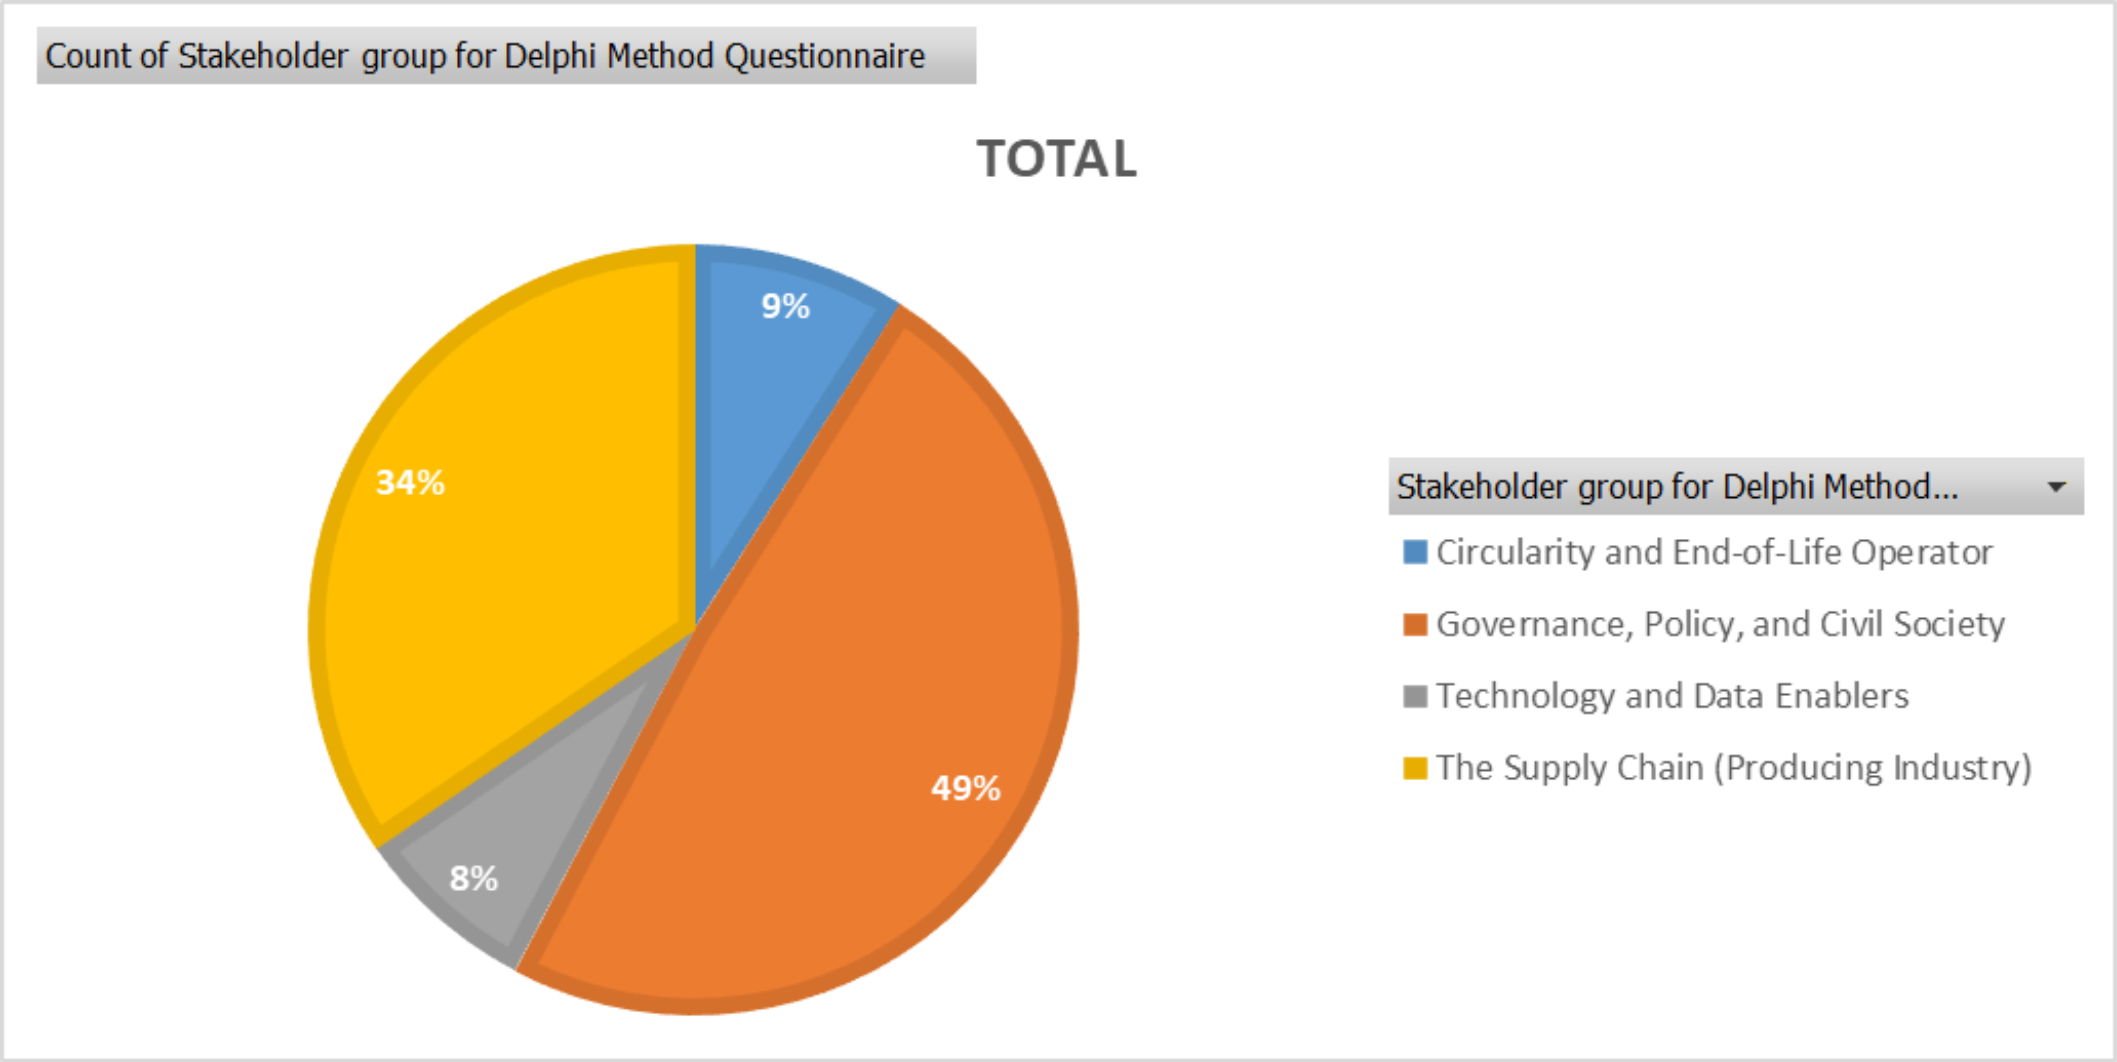 Count of Stakeholder group for Delphi Method Questionnaire
TOTAL
9%
34%
49%
8%
Stakeholder group for Delphi Method...
Circularity and End-of-Life Operator
Governance, Policy, and Civil Society
Technology and Data Enablers
The Supply Chain (Producing Industry)